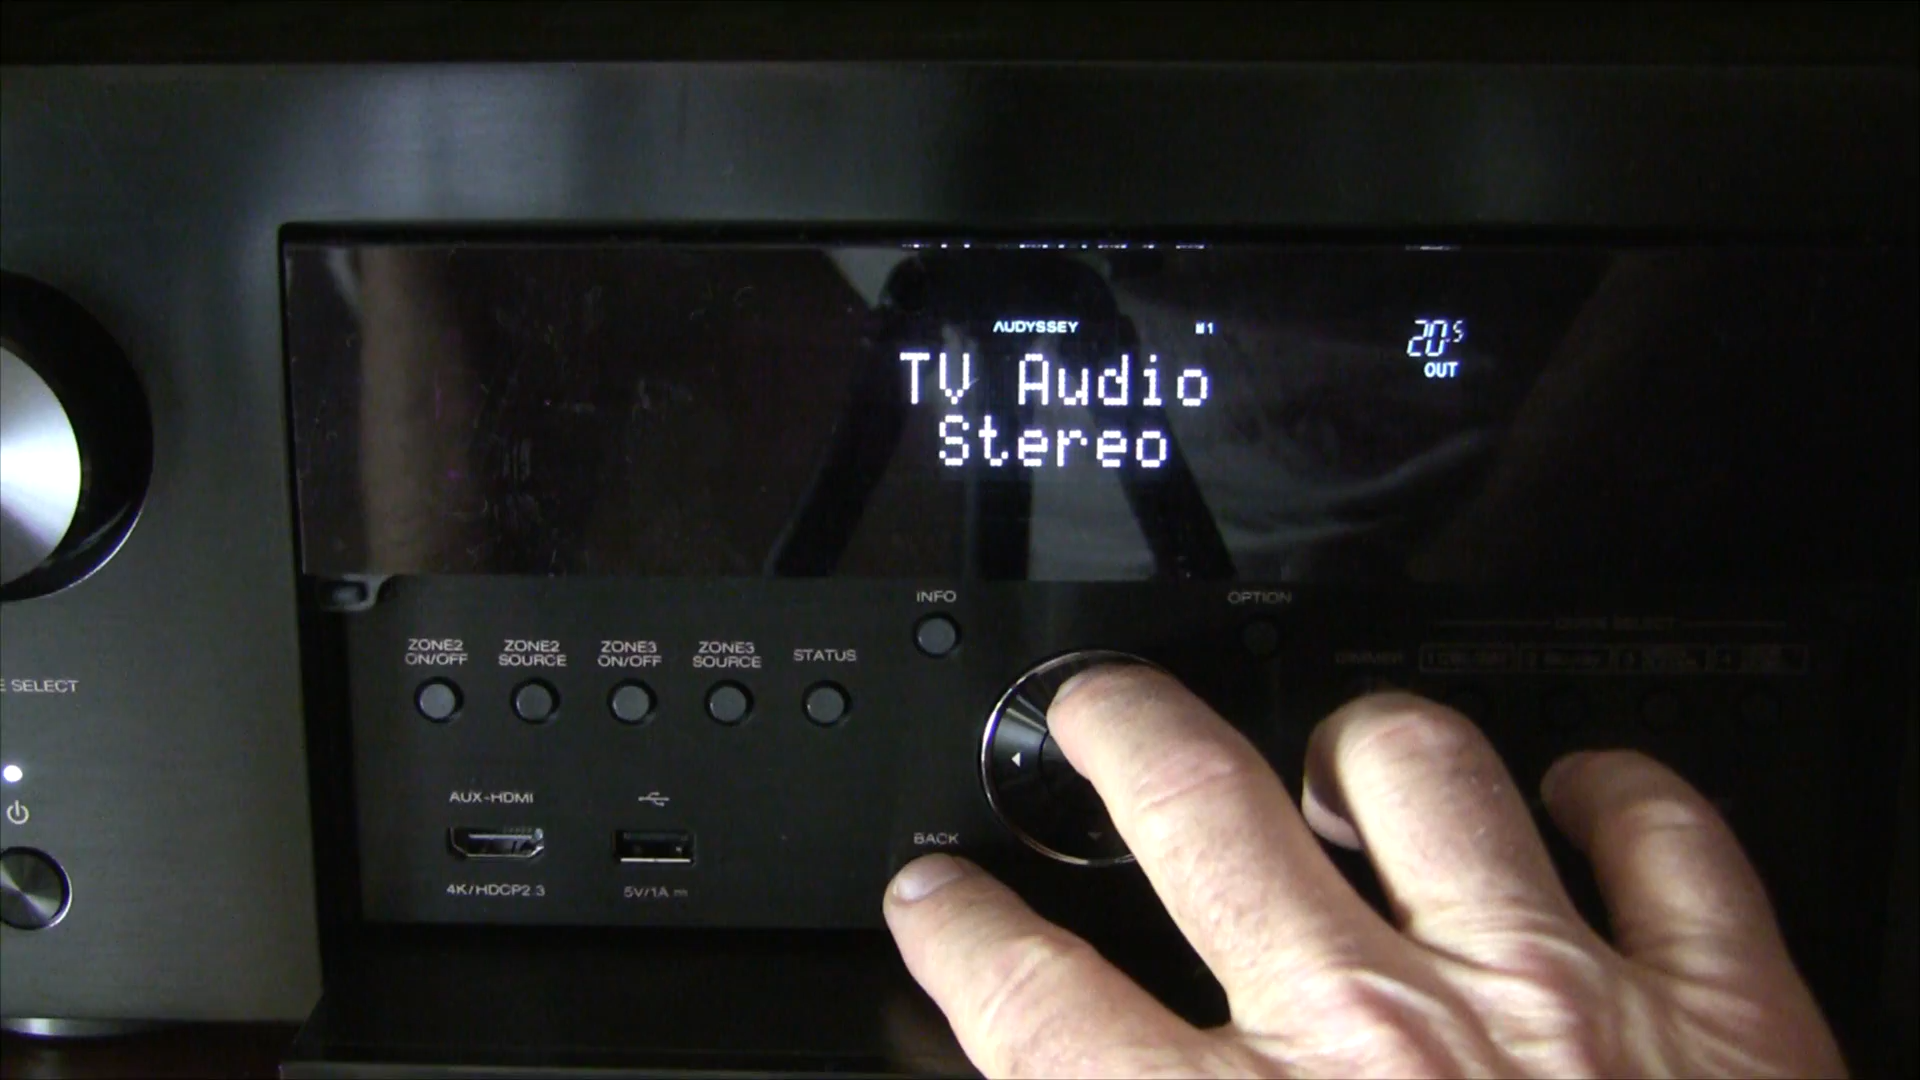 AUDYSSEY
TV Audio
Stereo
20.5
OUT
INFO
OPTION
ZONE2
ON/OFF
ZONE2
SOURCE
ZONE3
ON/OFF
ZONE3
SOURCE
STATUS
E SELECT
DIMMER
AUX-HDMI
4K/HDCP2.3
5V/1A
BACK